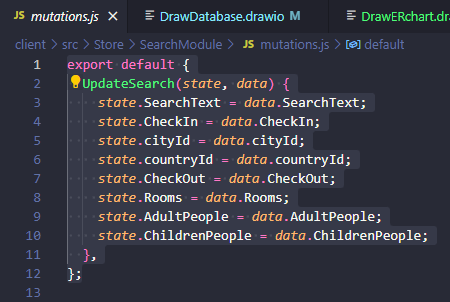 mutations.js
DrawDatabase.drawio M
DrawERchart.dra
client > src > Store > SearchModule > mutations.js > default
1 export default {
2 UpdateSearch(state, data) {
3 state.SearchText = data.SearchText;
4 state.CheckIn = data.CheckIn;
5 state.cityId = data.cityId;
6 state.countryId = data.countryId;
7 state.CheckOut = data.CheckOut;
8 state.Rooms = data.Rooms;
9 state.AdultPeople = data.AdultPeople;
10 state.ChildrenPeople = data.ChildrenPeople;
11 },
12 };
13